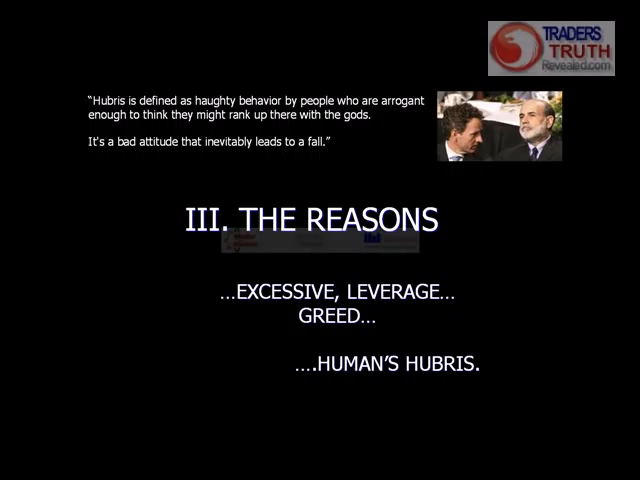 TRADERS
TRUTH
Revealed.com
“Hubris is defined as haughty behavior by people who are arrogant
enough to think they might rank up there with the gods.
It's a bad attitude that inevitably leads to a fall.”
III. THE REASONS
…EXCESSIVE, LEVERAGE…
GREED…
….HUMAN’S HUBRIS.